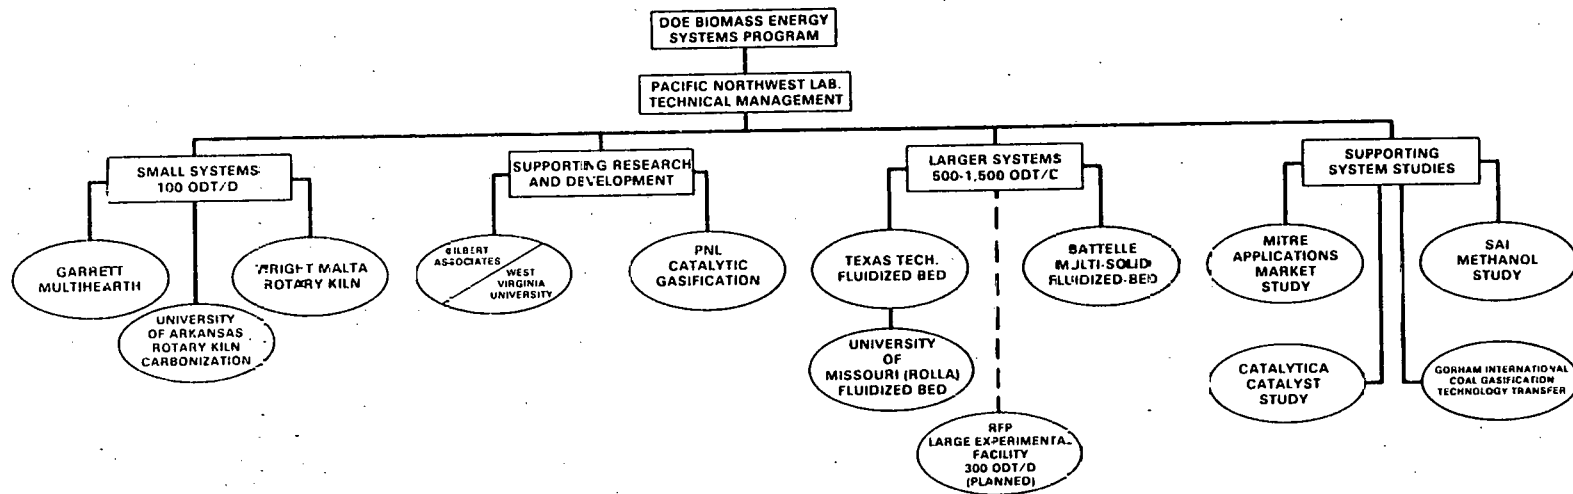 DOE BIOMASS ENERGY
SYSTEMS PROGRAM
PACIFIC NORTHWEST LAB.
TECHNICAL MANAGEMENT
SMALL SYSTEMS
100 ODT/D
SUPPORTING RESEARCH
AND DEVELOPMENT
LARGER SYSTEMS
500-1,500 ODT/D
SUPPORTING
SYSTEM STUDIES
GARRETT
MULTIHEARTH
UNIVERSITY
OF ARKANSAS
ROTARY KILN
CARBONIZATION
WRIGHT MALTA
ROTARY KILN
GILBERT
ASSOCIATES
WEST
VIRGINIA
UNIVERSITY
PNL
CATALYTIC
GASIFICATION
TEXAS TECH.
FLUIDIZED BED
UNIVERSITY
OF
MISSOURI (ROLLA)
FLUIDIZED BED
RFP
LARGE EXPERIMENTAL
FACILITY
300 ODT/D
(PLANNED)
BATTELLE
MULTI-SOLID
FLUIDIZED-BED
MITRE
APPLICATIONS
MARKET
STUDY
CATALYTICA
CATALYST
STUDY
SAI
METHANOL
STUDY
GORHAM INTERNATIONAL
COAL GASIFICATION
TECHNOLOGY TRANSFER